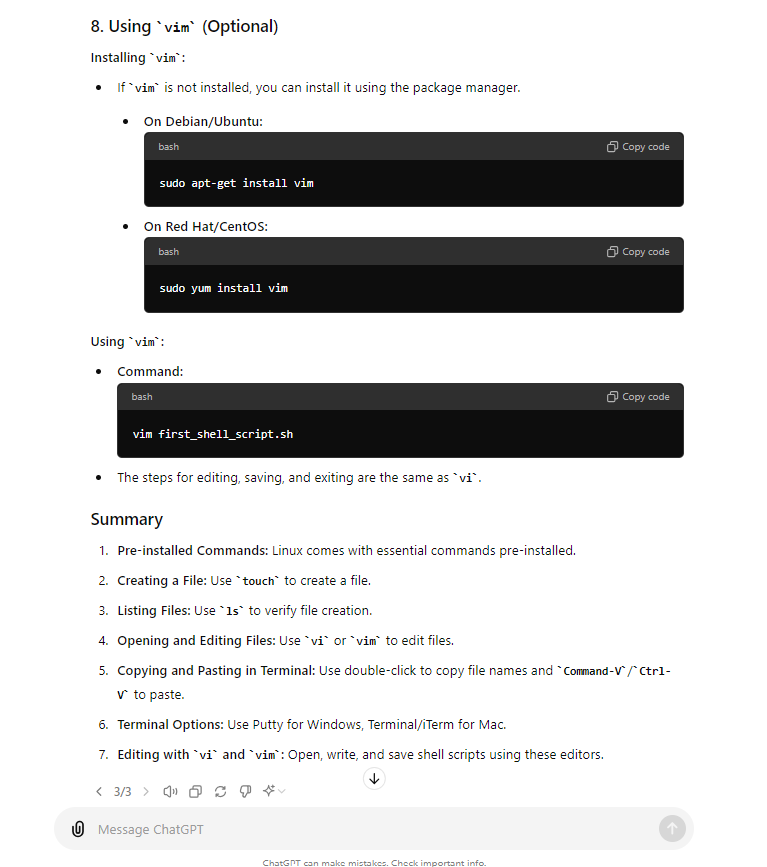 8. Using `vim` (Optional)
Installing `vim`:
If `vim` is not installed, you can install it using the package manager.
On Debian/Ubuntu:
bash
Copy code
sudo apt-get install vim
On Red Hat/CentOS:
bash
Copy code
sudo yum install vim
Using `vim`:
Command:
bash
Copy code
vim first_shell_script.sh
The steps for editing, saving, and exiting are the same as `vi`.
Summary
1. Pre-installed Commands: Linux comes with essential commands pre-installed.
2. Creating a File: Use `touch` to create a file.
3. Listing Files: Use `ls` to verify file creation.
4. Opening and Editing Files: Use `vi` or `vim` to edit files.
5. Copying and Pasting in Terminal: Use double-click to copy file names and `Command-V`/`Ctrl-
V` to paste.
6. Terminal Options: Use Putty for Windows, Terminal/iTerm for Mac.
7. Editing with `vi` and `vim`: Open, write, and save shell scripts using these editors.
3/3
Message ChatGPT
ChatGPT can make mistakes. Check important info.